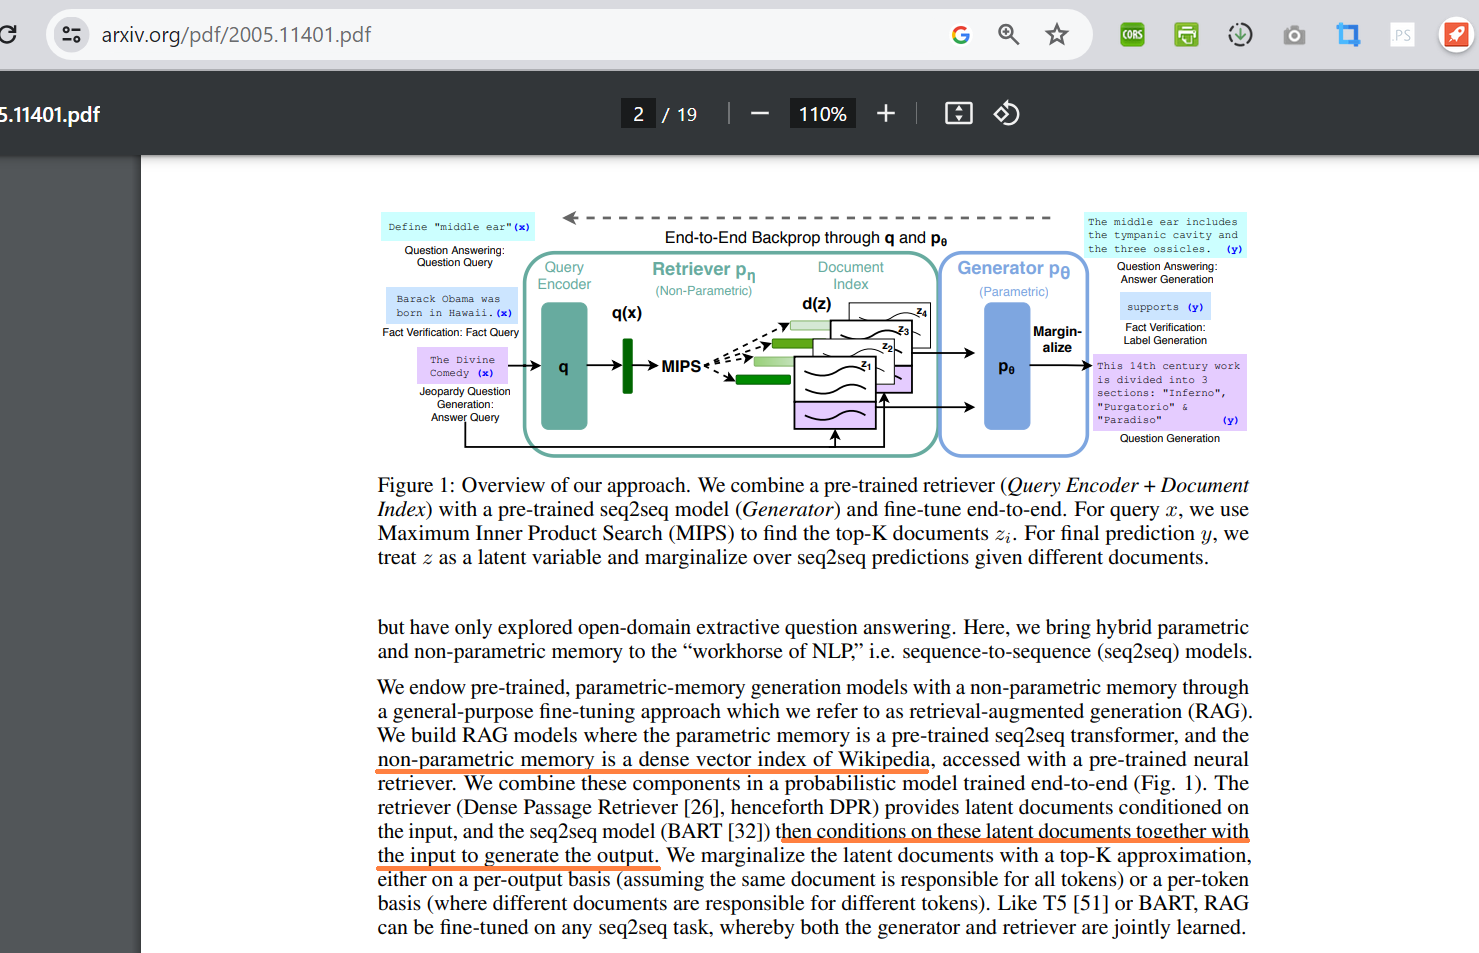 arxiv.org/pdf/2005.11401.pdf
CORS
PS
5.11401.pdf
2 / 19
110%
End-to-End Backprop through q and pθ
Define "middle ear" (x)
Question Answering:
Question Query
Barack Obama was
born in Hawaii. (x)
Fact Verification: Fact Query
The Divine
Comedy (x)
Jeopardy Question
Generation:
Answer Query
Query
Encoder
q
q(x)
Retriever pη
(Non-Parametric)
MIPS
Document
Index
d(z)
z4
z3
z2
z1
Generator pθ
(Parametric)
pθ
Margin-
alize
The middle ear includes
the tympanic cavity and
the three ossicles. (y)
Question Answering:
Answer Generation
supports (y)
Fact Verification:
Label Generation
This 14th century work
is divided into 3
sections: "Inferno",
"Purgatorio" &
"Paradiso" (y)
Question Generation
Figure 1: Overview of our approach. We combine a pre-trained retriever (Query Encoder + Document
Index) with a pre-trained seq2seq model (Generator) and fine-tune end-to-end. For query x, we use
Maximum Inner Product Search (MIPS) to find the top-K documents zi. For final prediction y, we
treat z as a latent variable and marginalize over seq2seq predictions given different documents.
but have only explored open-domain extractive question answering. Here, we bring hybrid parametric
and non-parametric memory to the “workhorse of NLP,” i.e. sequence-to-sequence (seq2seq) models.
We endow pre-trained, parametric-memory generation models with a non-parametric memory through
a general-purpose fine-tuning approach which we refer to as retrieval-augmented generation (RAG).
We build RAG models where the parametric memory is a pre-trained seq2seq transformer, and the
non-parametric memory is a dense vector index of Wikipedia, accessed with a pre-trained neural
retriever. We combine these components in a probabilistic model trained end-to-end (Fig. 1). The
retriever (Dense Passage Retriever [26], henceforth DPR) provides latent documents conditioned on
the input, and the seq2seq model (BART [32]) then conditions on these latent documents together with
the input to generate the output. We marginalize the latent documents with a top-K approximation,
either on a per-output basis (assuming the same document is responsible for all tokens) or a per-token
basis (where different documents are responsible for different tokens). Like T5 [51] or BART, RAG
can be fine-tuned on any seq2seq task, whereby both the generator and retriever are jointly learned.